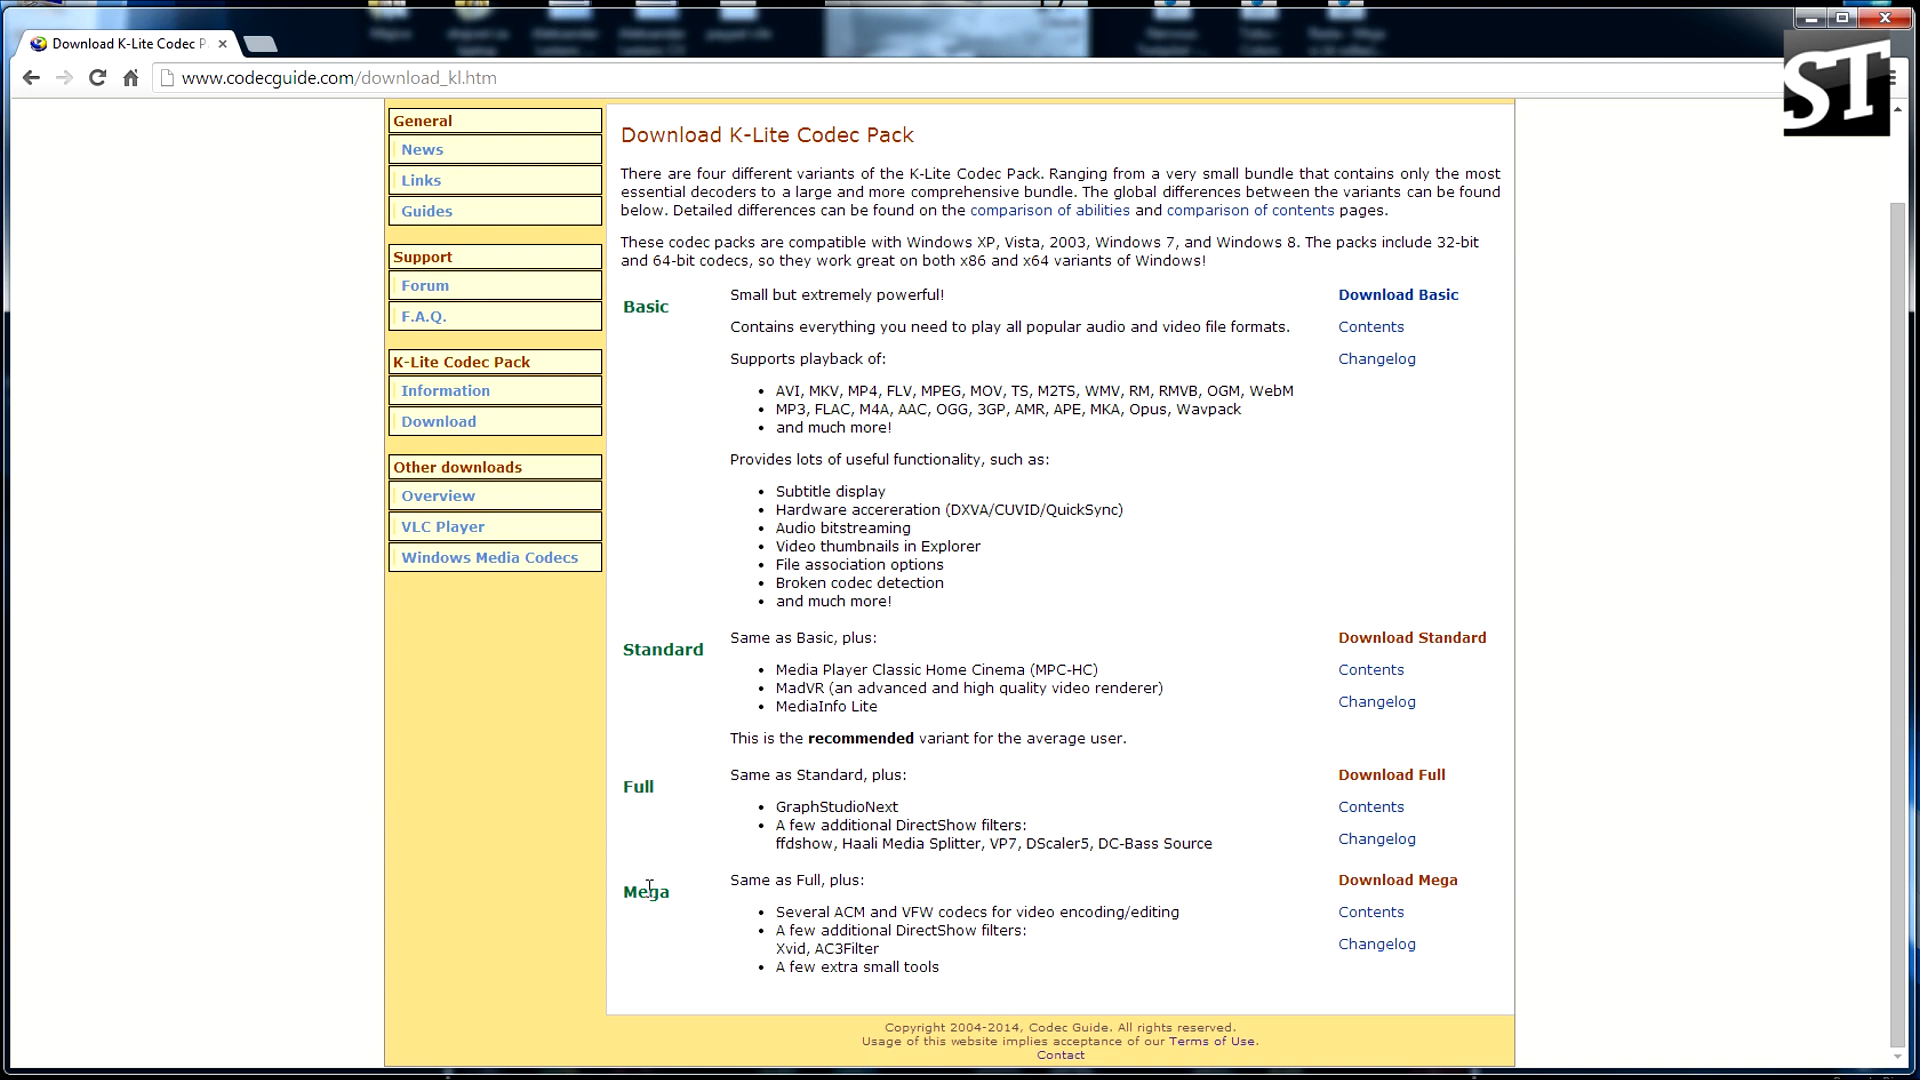 Download K-Lite Codec P
www.codecguide.com/download_kl.htm
ST
General
News
Links
Guides
Support
Forum
F.A.Q.
K-Lite Codec Pack
Information
Download
Other downloads
Overview
VLC Player
Windows Media Codecs
Download K-Lite Codec Pack
There are four different variants of the K-Lite Codec Pack. Ranging from a very small bundle that contains only the most
essential decoders to a large and more comprehensive bundle. The global differences between the variants can be found
below. Detailed differences can be found on the comparison of abilities and comparison of contents pages.
These codec packs are compatible with Windows XP, Vista, 2003, Windows 7, and Windows 8. The packs include 32-bit
and 64-bit codecs, so they work great on both x86 and x64 variants of Windows!
Basic
Small but extremely powerful!
Contains everything you need to play all popular audio and video file formats.
Supports playback of:
• AVI, MKV, MP4, FLV, MPEG, MOV, TS, M2TS, WMV, RM, RMVB, OGM, WebM
• MP3, FLAC, M4A, AAC, OGG, 3GP, AMR, APE, MKA, Opus, Wavpack
• and much more!
Provides lots of useful functionality, such as:
• Subtitle display
• Hardware accereration (DXVA/CUVID/QuickSync)
• Audio bitstreaming
• Video thumbnails in Explorer
• File association options
• Broken codec detection
• and much more!
Download Basic
Contents
Changelog
Standard
Same as Basic, plus:
• Media Player Classic Home Cinema (MPC-HC)
• MadVR (an advanced and high quality video renderer)
• MediaInfo Lite
This is the recommended variant for the average user.
Download Standard
Contents
Changelog
Full
Same as Standard, plus:
• GraphStudioNext
• A few additional DirectShow filters:
ffdshow, Haali Media Splitter, VP7, DScaler5, DC-Bass Source
Download Full
Contents
Changelog
Mega
Same as Full, plus:
• Several ACM and VFW codecs for video encoding/editing
• A few additional DirectShow filters:
Xvid, AC3Filter
• A few extra small tools
Download Mega
Contents
Changelog
Copyright 2004-2014, Codec Guide. All rights reserved.
Usage of this website implies acceptance of our Terms of Use.
Contact